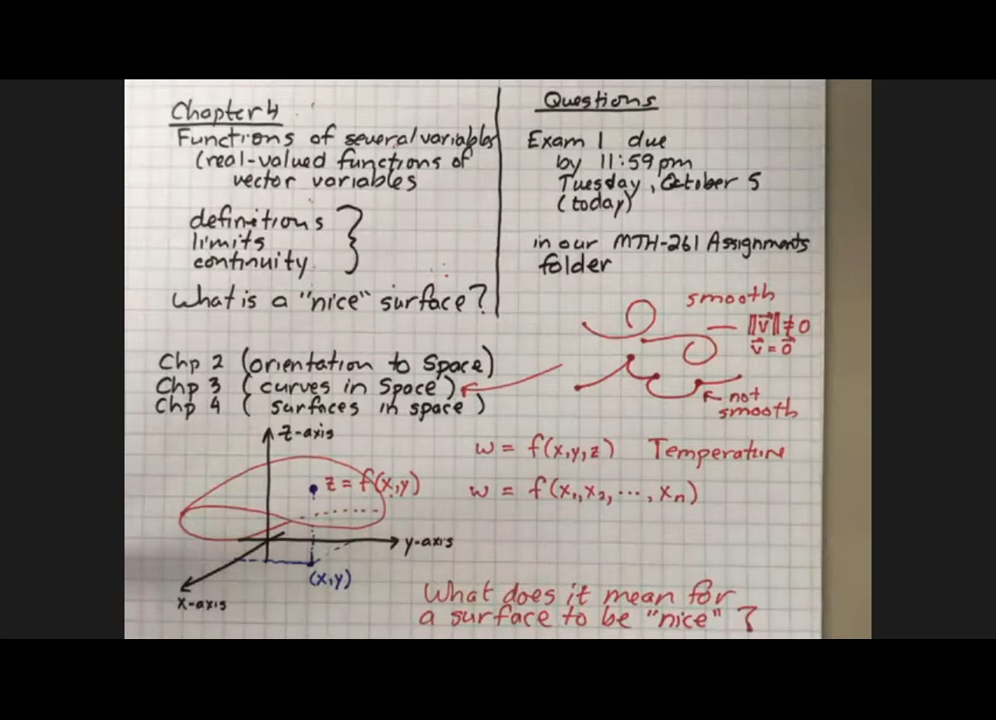 Chapter 4
Functions of several variables
(real-valued functions of
vector variables
definitions
limits
continuity
What is a "nice" surface?
Questions
Exam 1 due
by 11:59pm
Tuesday, October 5
(today)
in our MTH-261 Assignments
folder
smooth
‖v⃗‖ ≠ 0
v⃗ = 0⃗
not
smooth
Chp 2 (orientation to Space)
Chp 3 (curves in Space)
Chp 4 (surfaces in space)
z-axis
z = f(x,y)
y-axis
(x,y)
x-axis
w = f(x,y,z) Temperature
w = f(x₁,x₂,⋯,xₙ)
What does it mean for
a surface to be "nice"?